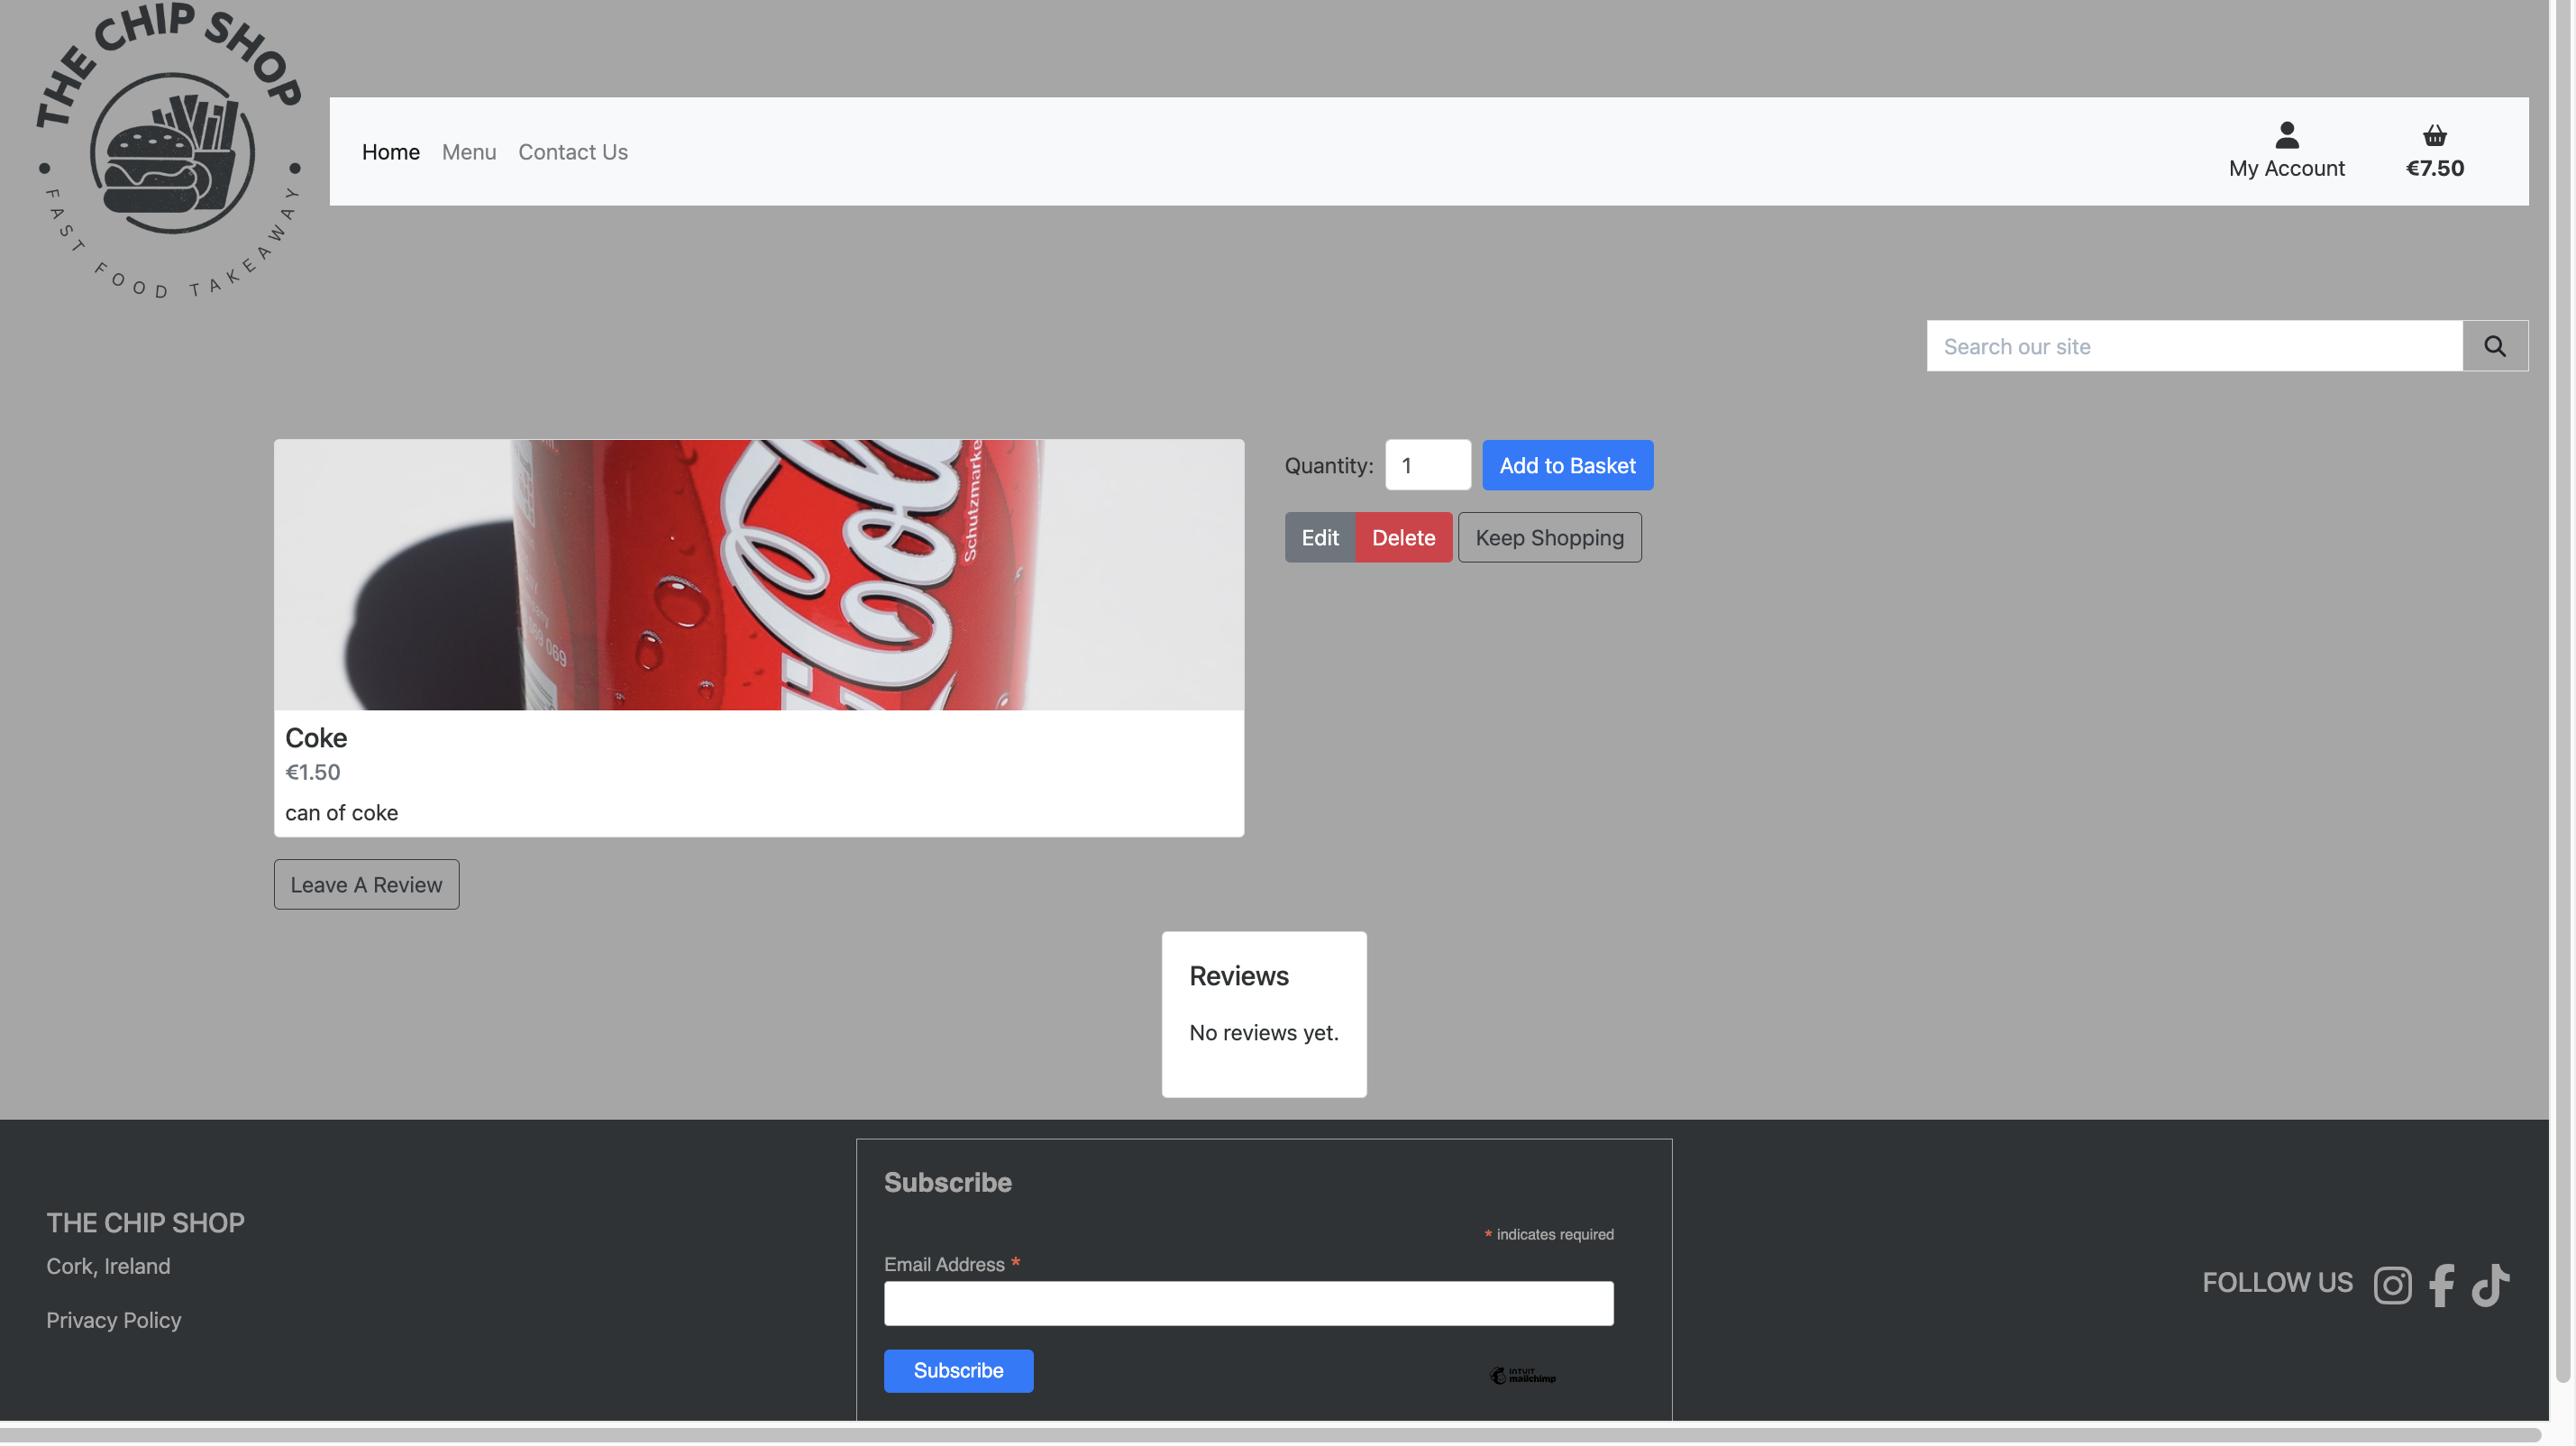 THE CHIP SHOP
FAST FOOD TAKEAWAY
Home Menu Contact Us
My Account
€7.50
Search our site
Schutzmarke
069
Quantity: 1 Add to Basket
Edit Delete Keep Shopping
Coke
€1.50
can of coke
Leave A Review
Reviews
No reviews yet.
THE CHIP SHOP
Cork, Ireland
Privacy Policy
Subscribe
* indicates required
Email Address *
Subscribe
INTUIT
mailchimp
FOLLOW US